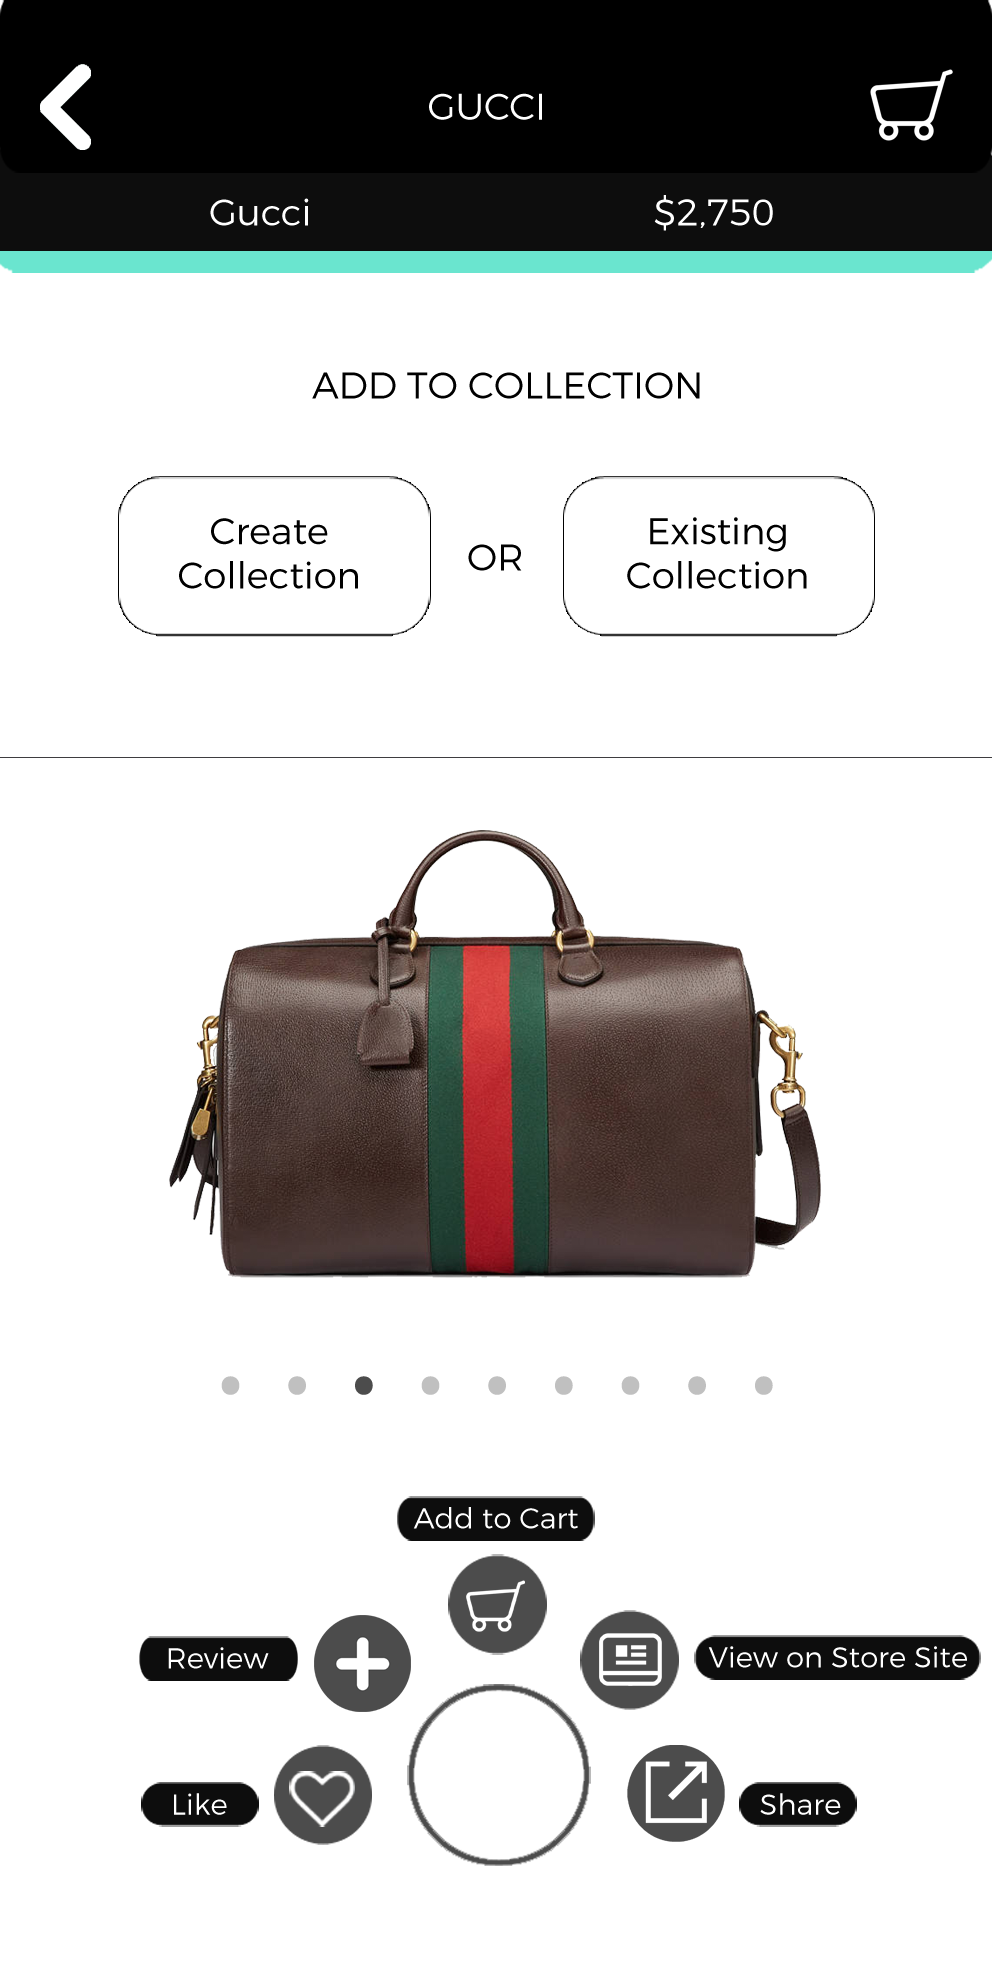 GUCCI
Gucci
$2,750
ADD TO COLLECTION
Create
Collection
OR
Existing
Collection
Add to Cart
Review
View on Store Site
Like
Share